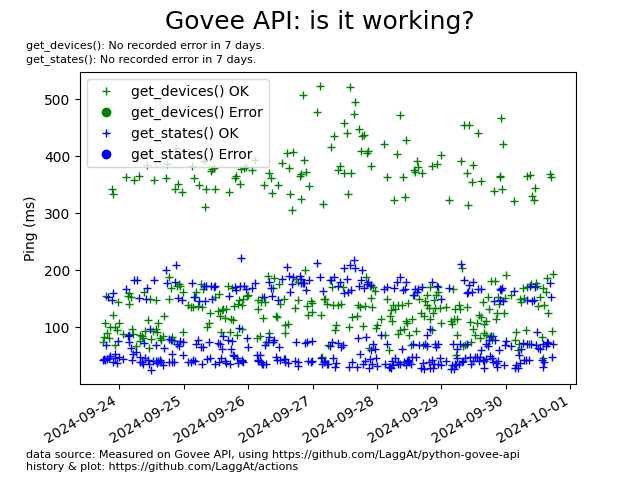 Govee API: is it working?
get_devices(): No recorded error in 7 days.
get_states(): No recorded error in 7 days.
get_devices() OK
get_devices() Error
get_states() OK
get_states() Error
Ping (ms)
500
400
300
200
100
2024-09-24
2024-09-25
2024-09-26
2024-09-27
2024-09-28
2024-09-29
2024-09-30
2024-10-01
data source: Measured on Govee API, using https://github.com/LaggAt/python-govee-api
history & plot: https://github.com/LaggAt/actions